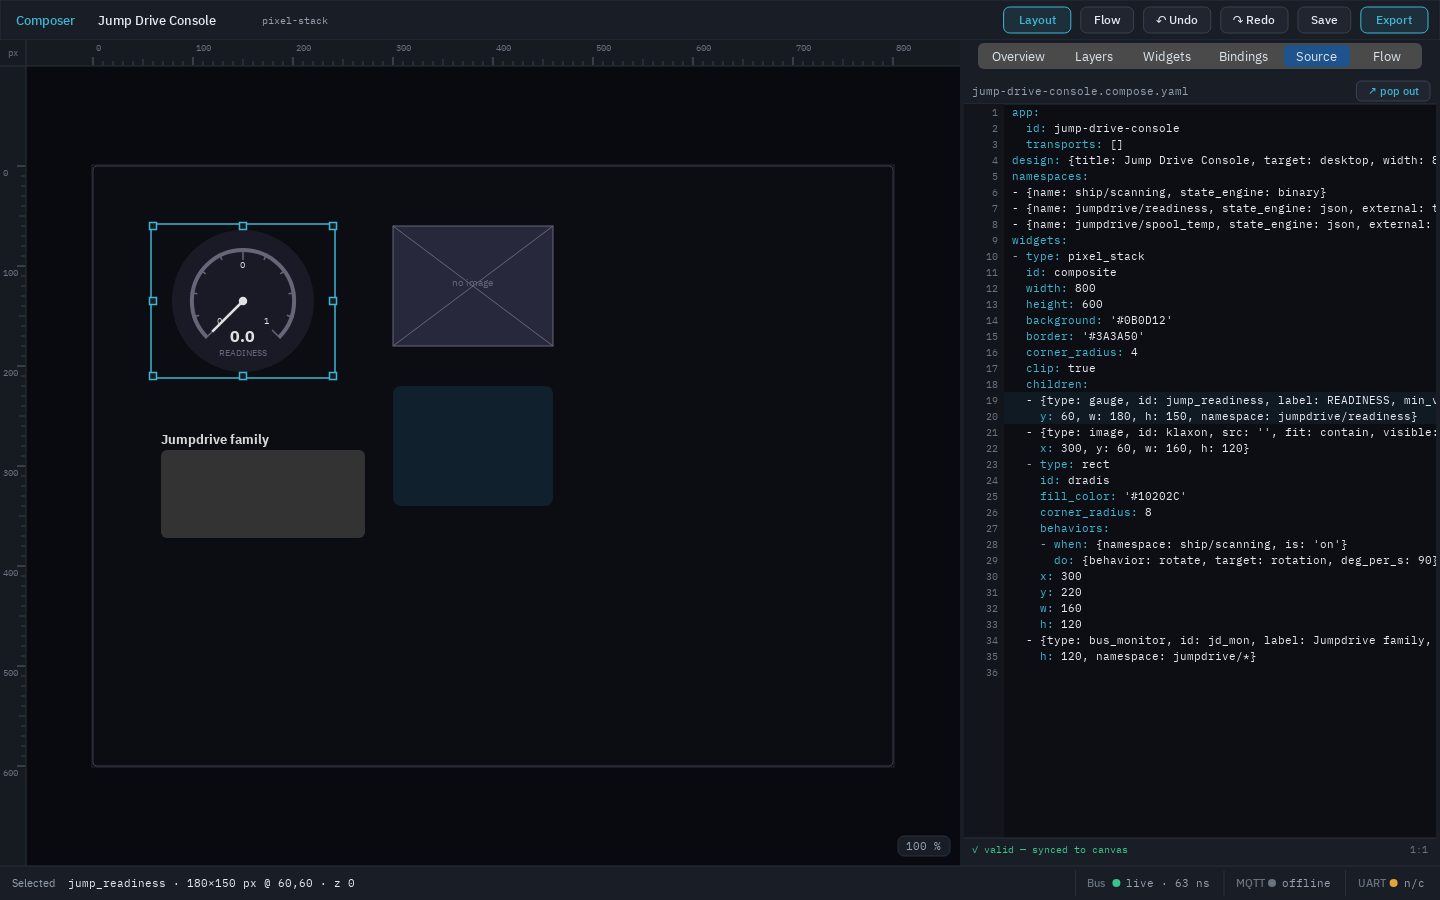 Composer Jump Drive Console pixel-stack Layout Flow ↶ Undo ↷ Redo Save Export
px 0 100 200 300 400 500 600 700 800
Overview Layers Widgets Bindings Source Flow
jump-drive-console.compose.yaml ↗ pop out
1 app:
2 id: jump-drive-console
3 transports: []
4 design: {title: Jump Drive Console, target: desktop, width: 8
5 namespaces:
6 - {name: ship/scanning, state_engine: binary}
7 - {name: jumpdrive/readiness, state_engine: json, external: t
8 - {name: jumpdrive/spool_temp, state_engine: json, external:
9 widgets:
10 - type: pixel_stack
11 id: composite
12 width: 800
13 height: 600
14 background: '#0B0D12'
15 border: '#3A3A50'
16 corner_radius: 4
17 clip: true
18 children:
19 - {type: gauge, id: jump_readiness, label: READINESS, min_v
20 y: 60, w: 180, h: 150, namespace: jumpdrive/readiness}
21 - {type: image, id: klaxon, src: '', fit: contain, visible:
22 x: 300, y: 60, w: 160, h: 120}
23 - type: rect
24 id: dradis
25 fill_color: '#10202C'
26 corner_radius: 8
27 behaviors:
28 - when: {namespace: ship/scanning, is: 'on'}
29 do: {behavior: rotate, target: rotation, deg_per_s: 90}
30 x: 300
31 y: 220
32 w: 160
33 h: 120
34 - {type: bus_monitor, id: jd_mon, label: Jumpdrive family,
35 h: 120, namespace: jumpdrive/*}
36
0
100
200
300
400
500
600
0
0 1
0.0
READINESS
no image
Jumpdrive family
100 %
✓ valid — synced to canvas 1:1
Selected jump_readiness · 180×150 px @ 60,60 · z 0 Bus live · 63 ns MQTT offline UART n/c